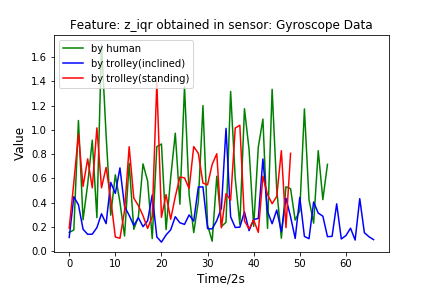 Feature: z_iqr obtained in sensor: Gyroscope Data
by human
by trolley(inclined)
by trolley(standing)
1.6
1.4
1.2
1.0
0.8
0.6
0.4
0.2
0.0
Value
0 10 20 30 40 50 60
Time/2s